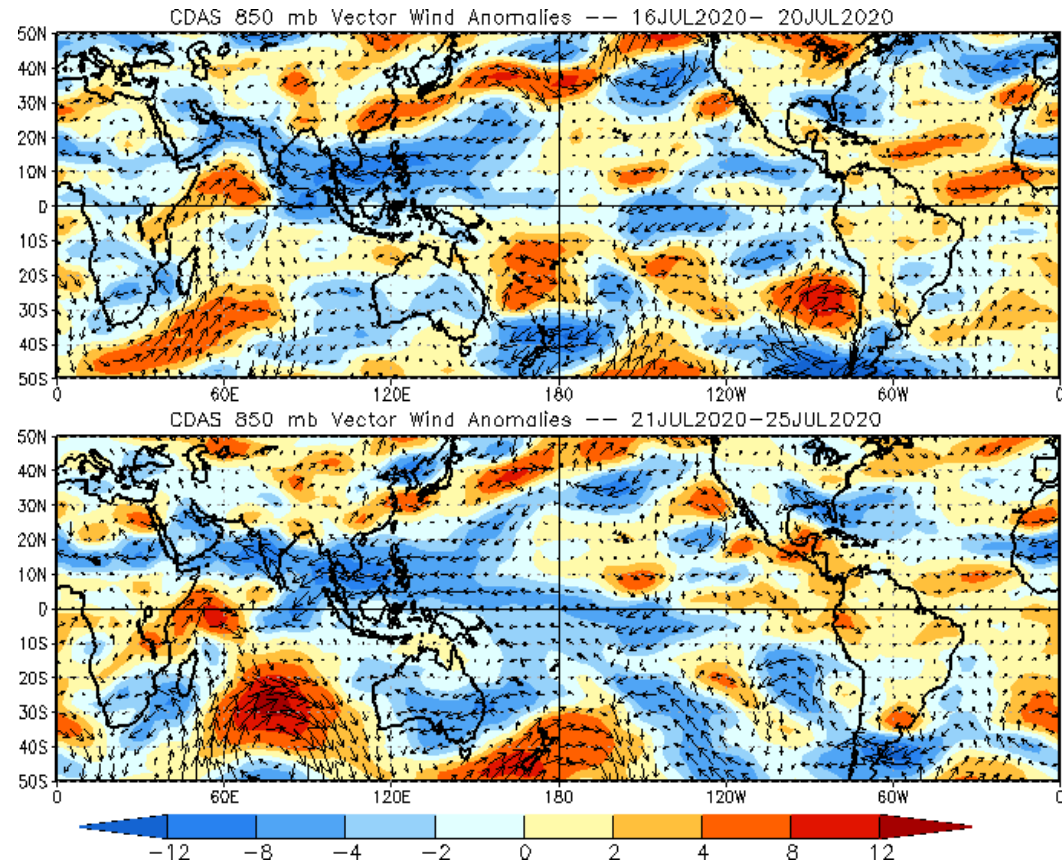 CDAS 850 mb Vector Wind Anomalies -- 16JUL2020- 20JUL2020
50N
40N
30N
20N
10N
0
10S
20S
30S
40S
50S
0 60E 120E 180 120W 60W 0
CDAS 850 mb Vector Wind Anomalies -- 21JUL2020-25JUL2020
50N
40N
30N
20N
10N
0
10S
20S
30S
40S
50S
0 60E 120E 180 120W 60W 0
-12 -8 -4 -2 0 2 4 8 12